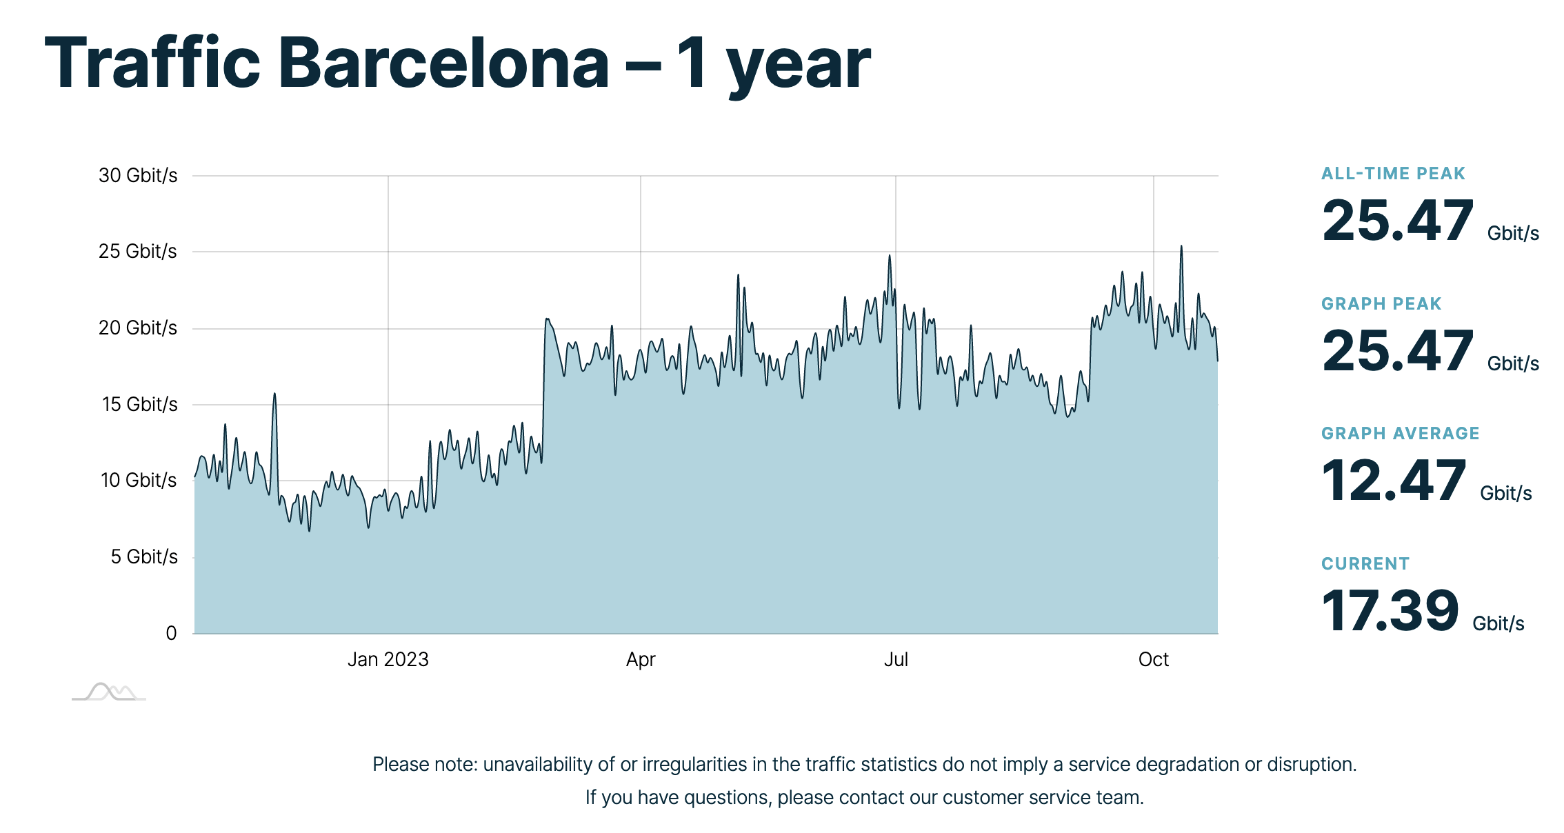 Traffic Barcelona – 1 year
30 Gbit/s
25 Gbit/s
20 Gbit/s
15 Gbit/s
10 Gbit/s
5 Gbit/s
0
Jan 2023
Apr
Jul
Oct
ALL-TIME PEAK
25.47 Gbit/s
GRAPH PEAK
25.47 Gbit/s
GRAPH AVERAGE
12.47 Gbit/s
CURRENT
17.39 Gbit/s
Please note: unavailability of or irregularities in the traffic statistics do not imply a service degradation or disruption.
If you have questions, please contact our customer service team.